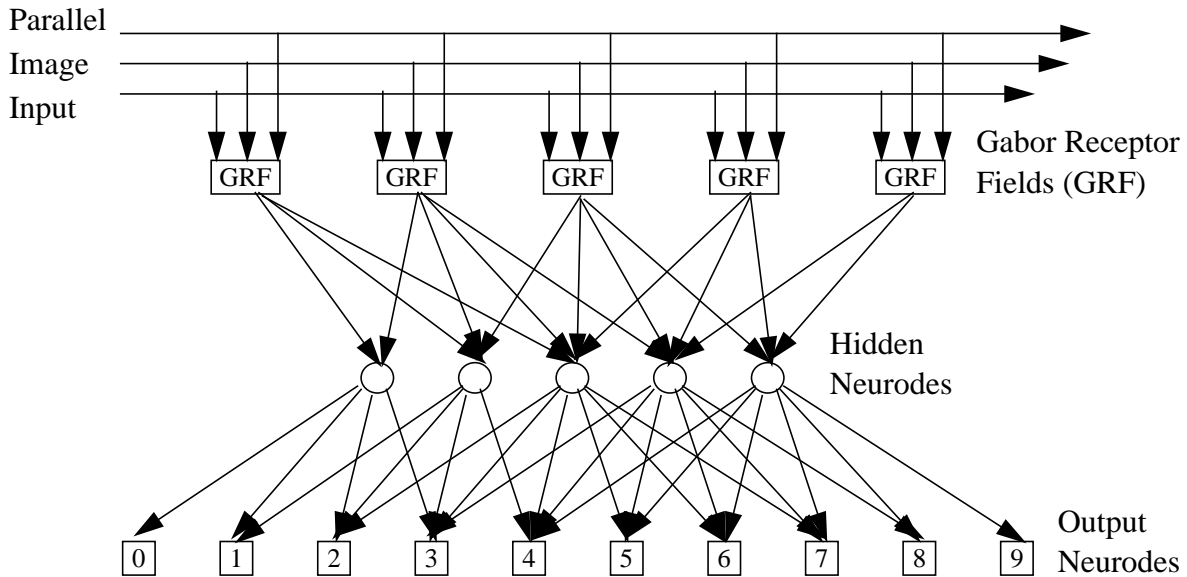 Parallel
Image
Input
Gabor Receptor
Fields (GRF)
GRF GRF GRF GRF GRF
Hidden
Neurodes
Output
Neurodes
0 1 2 3 4 5 6 7 8 9